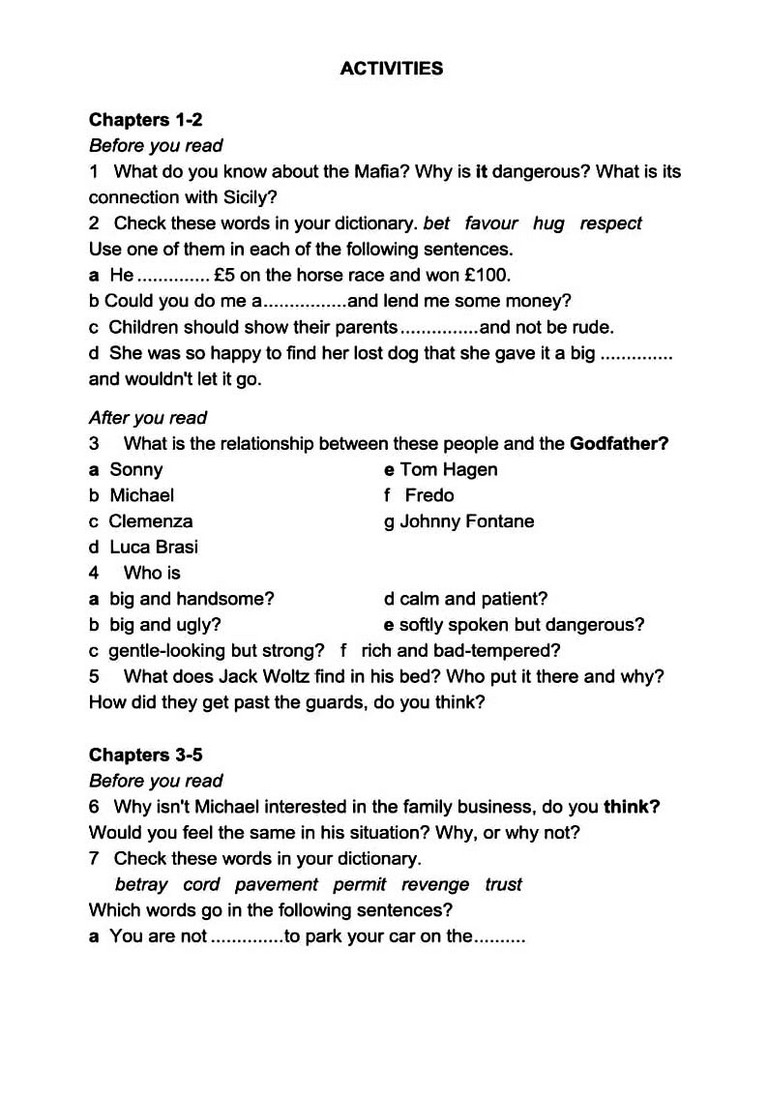 ACTIVITIES
Chapters 1-2
Before you read
1 What do you know about the Mafia? Why is it dangerous? What is its
connection with Sicily?
2 Check these words in your dictionary. bet favour hug respect
Use one of them in each of the following sentences.
a He .............. £5 on the horse race and won £100.
b Could you do me a................and lend me some money?
c Children should show their parents...............and not be rude.
d She was so happy to find her lost dog that she gave it a big ..............
and wouldn't let it go.
After you read
3 What is the relationship between these people and the Godfather?
a Sonny e Tom Hagen
b Michael f Fredo
c Clemenza g Johnny Fontane
d Luca Brasi
4 Who is
a big and handsome? d calm and patient?
b big and ugly? e softly spoken but dangerous?
c gentle-looking but strong? f rich and bad-tempered?
5 What does Jack Woltz find in his bed? Who put it there and why?
How did they get past the guards, do you think?
Chapters 3-5
Before you read
6 Why isn't Michael interested in the family business, do you think?
Would you feel the same in his situation? Why, or why not?
7 Check these words in your dictionary.
betray cord pavement permit revenge trust
Which words go in the following sentences?
a You are not ..............to park your car on the..........